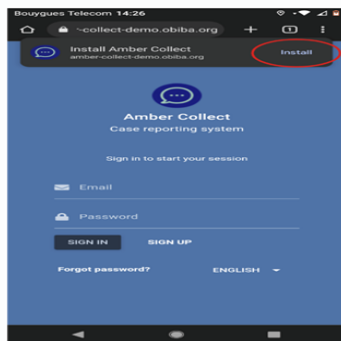 Bouygues Telecom 14:26
-collect-demo.obiba.org
1
Install Amber Collect
Install
amber-collect-demo.obiba.org
Amber Collect
Case reporting system
Sign in to start your session
Email
Password
SIGN IN SIGN UP
Forgot password? ENGLISH